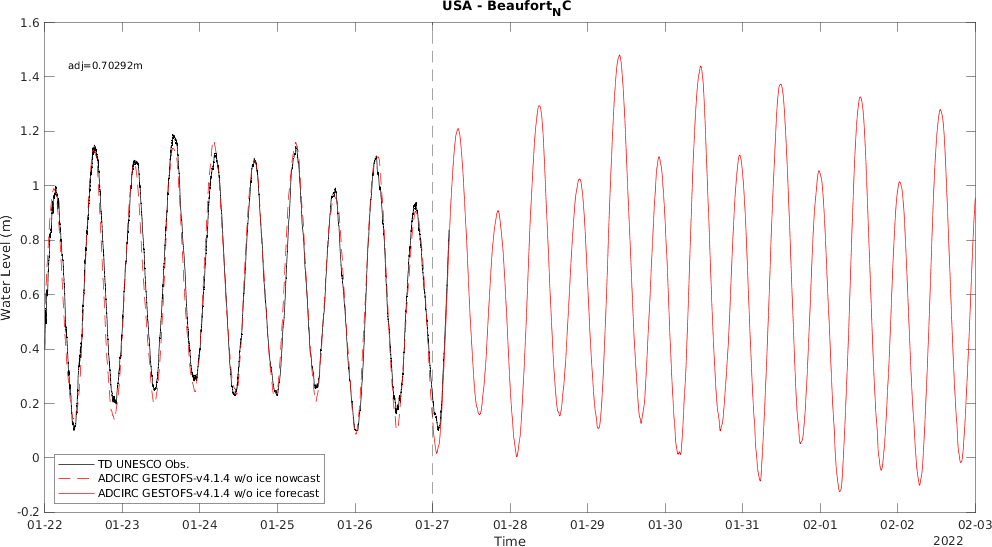 USA - Beaufort_NC
adj=0.70292m
1.6
1.4
1.2
1
0.8
0.6
0.4
0.2
0
-0.2
Water Level (m)
TD UNESCO Obs.
ADCIRC GESTOFS-v4.1.4 w/o ice nowcast
ADCIRC GESTOFS-v4.1.4 w/o ice forecast
01-22 01-23 01-24 01-25 01-26 01-27 01-28 01-29 01-30 01-31 02-01 02-02 02-03
Time
2022